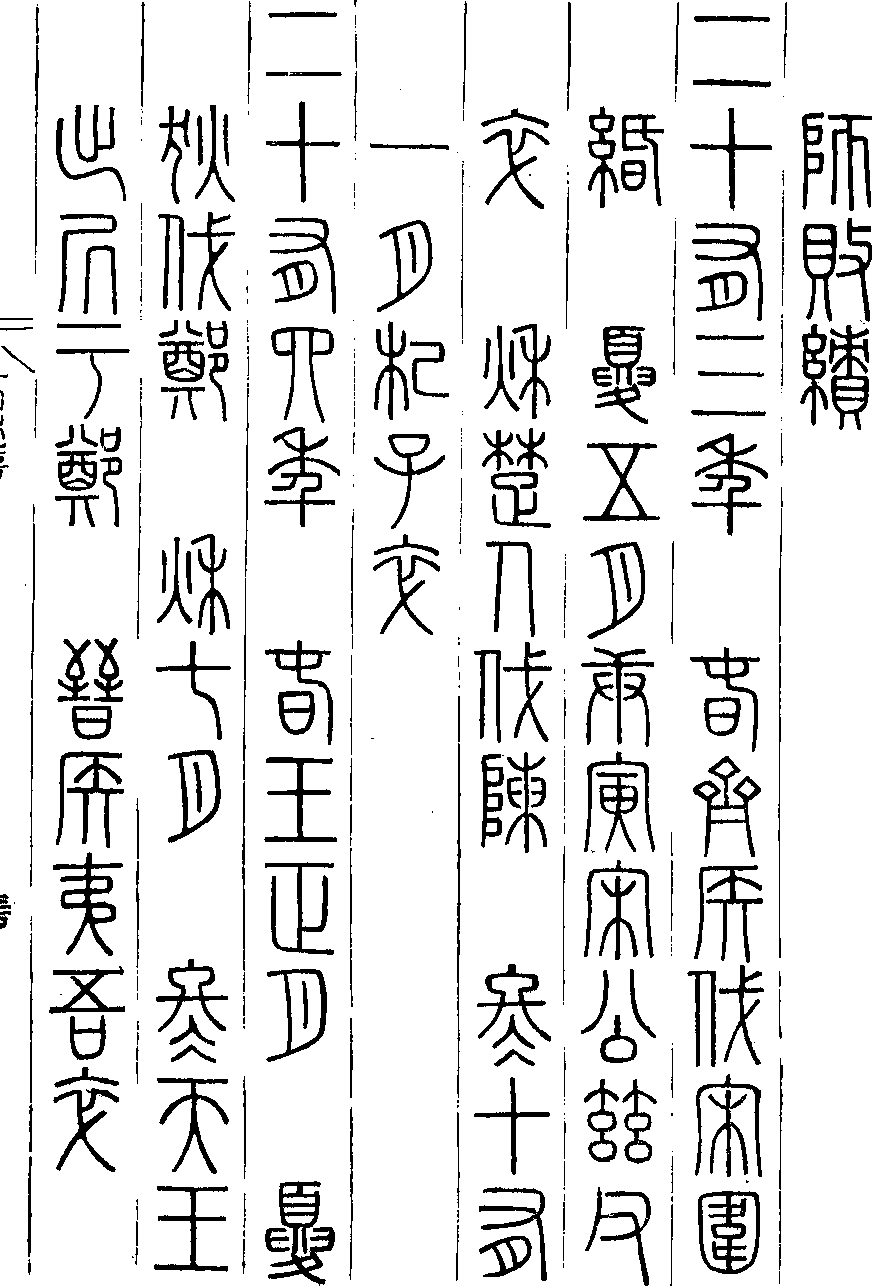 師敗績
二十有三年 春齊侯伐宋圍
緡 夏五月庚寅宋公茲父
卒 秋楚人伐陳 冬十有
一月杞子卒
二十有四年 春王正月 夏
狄伐鄭 秋七月 冬天王
出居于鄭 晉侯夷吾卒